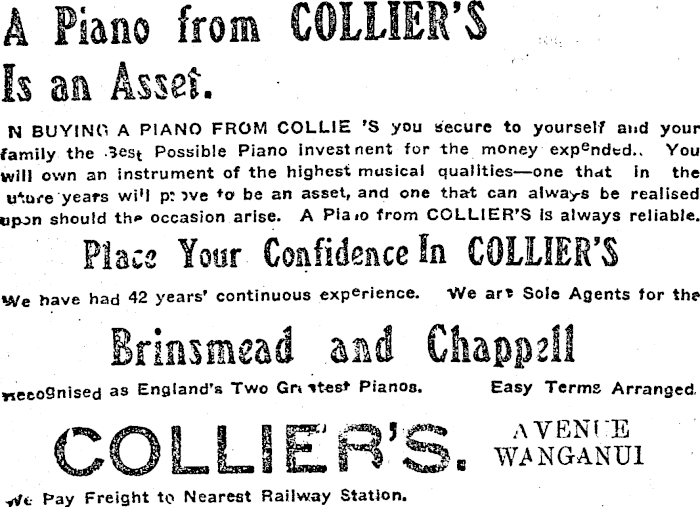 A Piano from COLLIER'S
Is an Asset.
IN BUYING A PIANO FROM COLLIER'S you secure to yourself and your
family the Best Possible Piano investment for the money expended.. You
will own an instrument of the highest musical qualities—one that in the
future years will prove to be an asset, and one that can always be realised
upon should the occasion arise. A Piano from COLLIER'S is always reliable.
Place Your Confidence In COLLIER'S
We have had 42 years' continuous experience. We are Sole Agents for the
Brinsmead and Chappell
recognised as England's Two Greatest Pianos. Easy Terms Arranged.
COLLIER'S. AVENUE
WANGANUI
We Pay Freight to Nearest Railway Station.